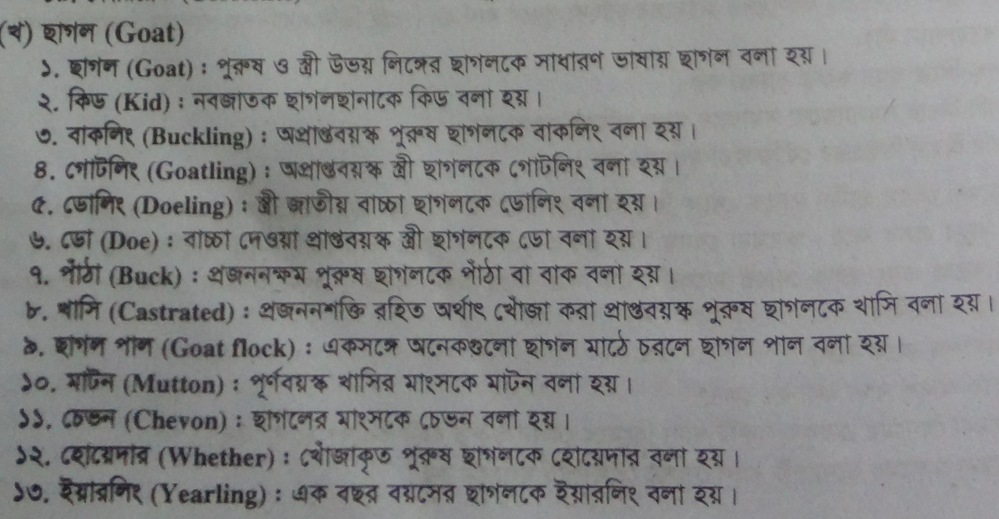 (খ) ছাগল (Goat)
১. ছাগল (Goat) : পুরুষ ও স্ত্রী উভয় লিঙ্গের ছাগলকে সাধারণ ভাষায় ছাগল বলা হয়।
২. কিড (Kid) : নবজাতক ছাগলছানাকে কিড বলা হয়।
৩. বাকলিং (Buckling) : অপ্রাপ্তবয়স্ক পুরুষ ছাগলকে বাকলিং বলা হয়।
৪. গোটলিং (Goatling) : অপ্রাপ্তবয়স্ক স্ত্রী ছাগলকে গোটলিং বলা হয়।
৫. ডোলিং (Doeling) : স্ত্রী জাতীয় বাচ্চা ছাগলকে ডোলিং বলা হয়।
৬. ডো (Doe) : বাচ্চা দেওয়া প্রাপ্তবয়স্ক স্ত্রী ছাগলকে ডো বলা হয়।
৭. পাঁঠা (Buck) : প্রজননক্ষম পুরুষ ছাগলকে পাঁঠা বা বাক বলা হয়।
৮. খাসি (Castrated) : প্রজননশক্তি রহিত অর্থাৎ খোঁজা করা প্রাপ্তবয়স্ক পুরুষ ছাগলকে খাসি বলা হয়।
৯. ছাগল পাল (Goat flock) : একসঙ্গে অনেকগুলো ছাগল মাঠে চরলে ছাগল পাল বলা হয়।
১০. মাটন (Mutton) : পূর্ণবয়স্ক খাসির মাংসকে মাটন বলা হয়।
১১. চেভন (Chevon) : ছাগলের মাংসকে চেভন বলা হয়।
১২. হোয়েদার (Whether) : খোঁজাকৃত পুরুষ ছাগলকে হোয়েদার বলা হয়।
১৩. ইয়ারলিং (Yearling) : এক বছর বয়সের ছাগলকে ইয়ারলিং বলা হয়।